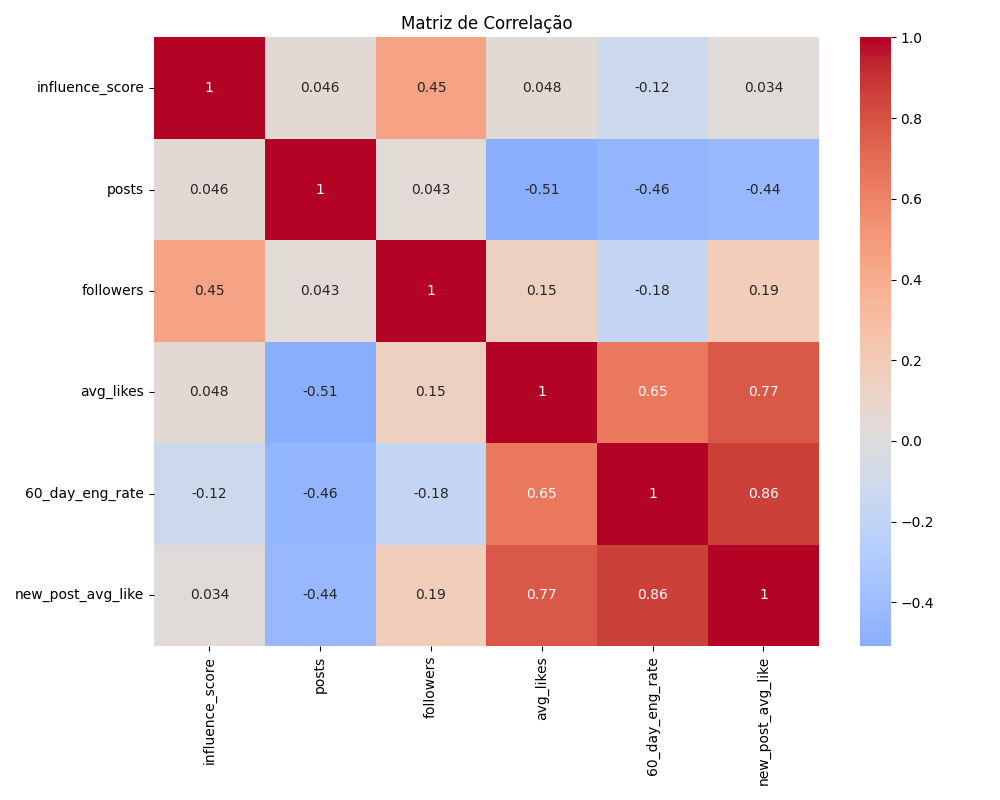 Matriz de Correlação
influence_score 1 0.046 0.45 0.048 -0.12 0.034
posts 0.046 1 0.043 -0.51 -0.46 -0.44
followers 0.45 0.043 1 0.15 -0.18 0.19
avg_likes 0.048 -0.51 0.15 1 0.65 0.77
60_day_eng_rate -0.12 -0.46 -0.18 0.65 1 0.86
new_post_avg_like 0.034 -0.44 0.19 0.77 0.86 1
influence_score
posts
followers
avg_likes
60_day_eng_rate
new_post_avg_like
1.0
0.8
0.6
0.4
0.2
0.0
−0.2
−0.4